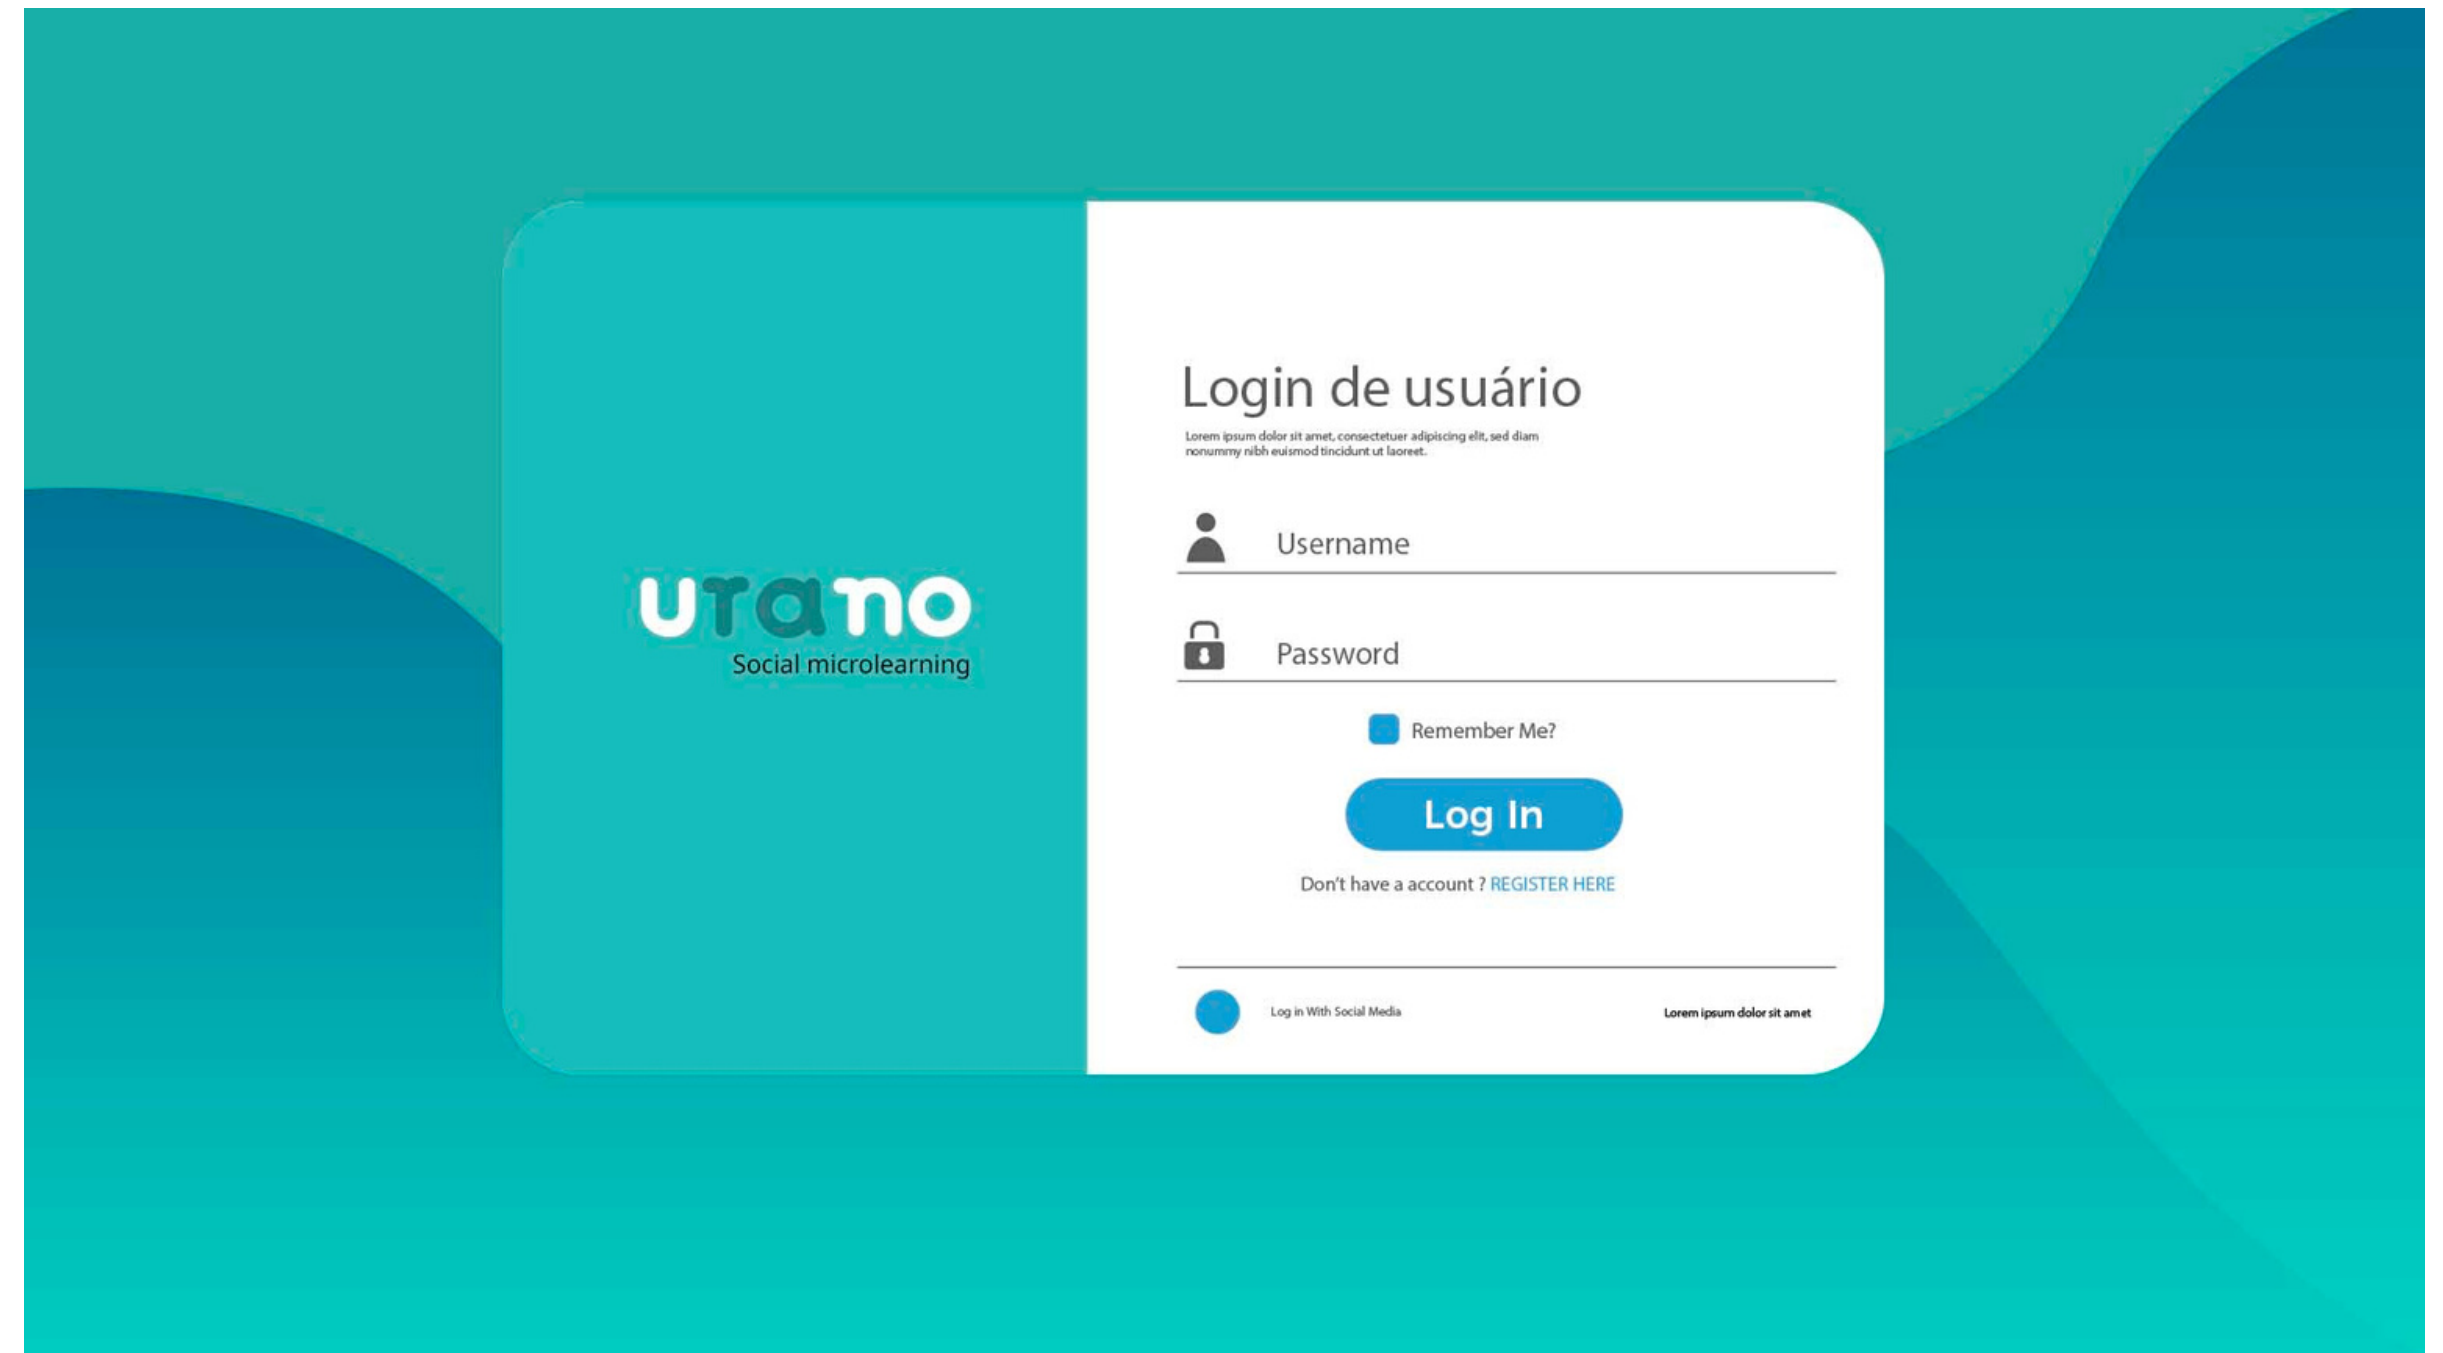 urano
Social microlearning
Login de usuário
Lorem ipsum dolor sit amet, consectetuer adipiscing elit, sed diam
nonummy nibh euismod tincidunt ut laoreet.
Username
Password
Remember Me?
Log In
Don't have a account ? REGISTER HERE
Log in With Social Media
Lorem ipsum dolor sit amet